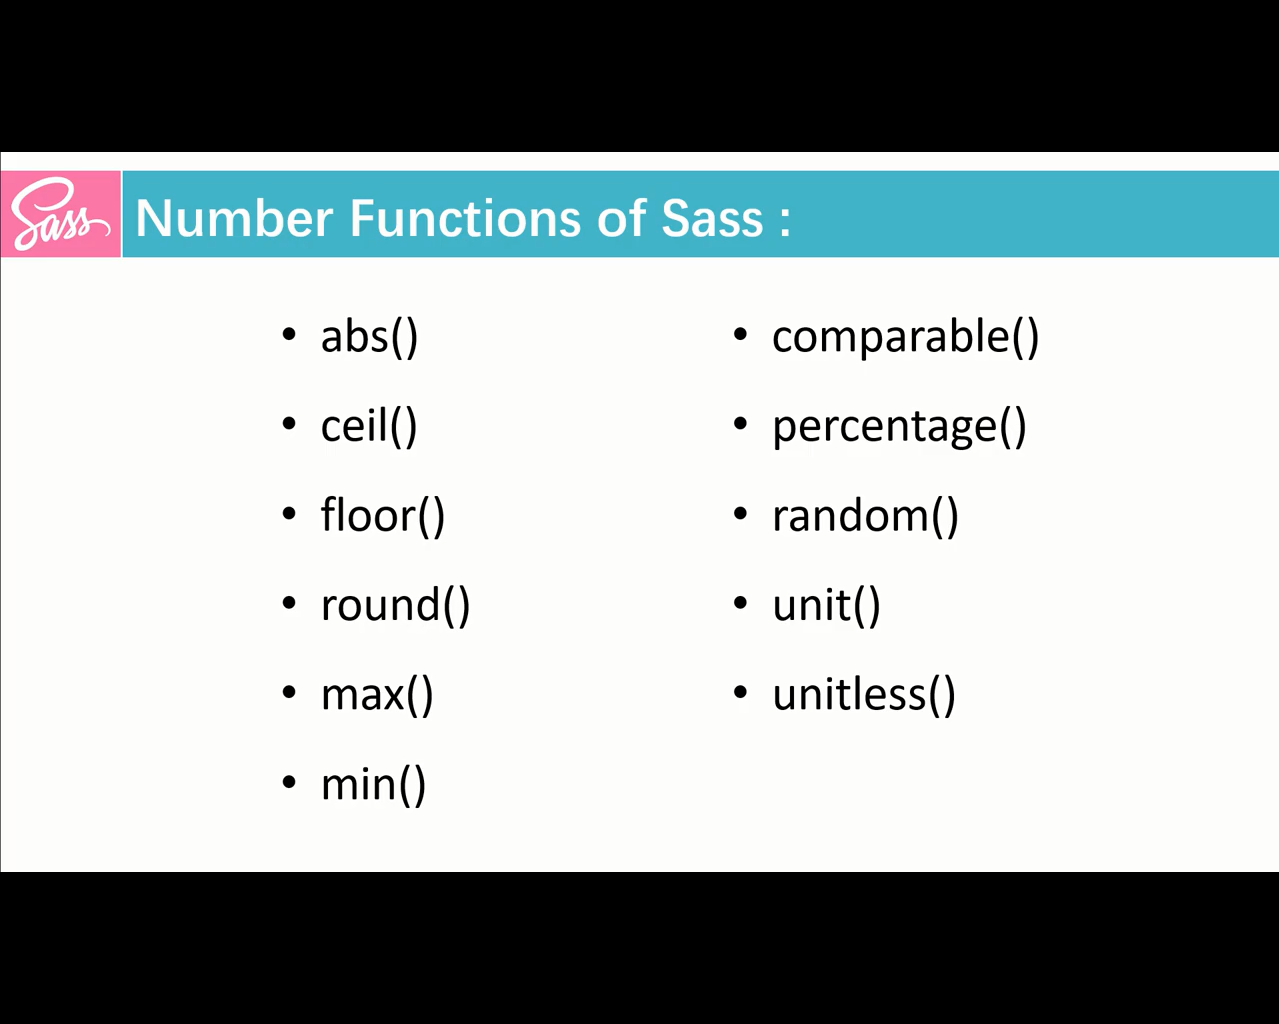 Sass
Number Functions of Sass :
• abs()
• ceil()
• floor()
• round()
• max()
• min()
• comparable()
• percentage()
• random()
• unit()
• unitless()